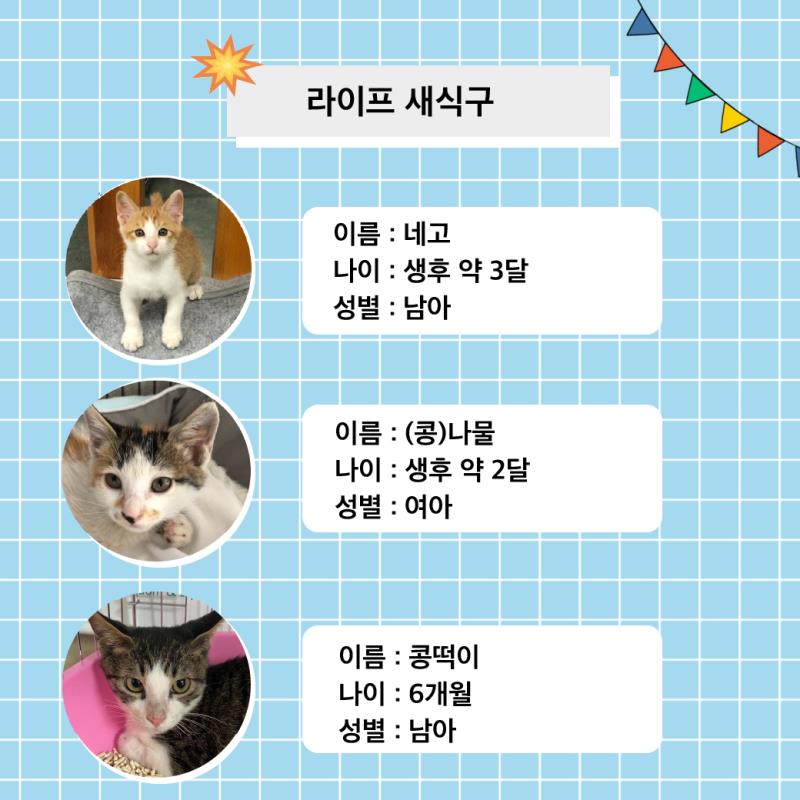 라이프 새식구
이름 : 네고
나이 : 생후 약 3달
성별 : 남아
이름 : (콩)나물
나이 : 생후 약 2달
성별 : 여아
이름 : 콩떡이
나이 : 6개월
성별 : 남아